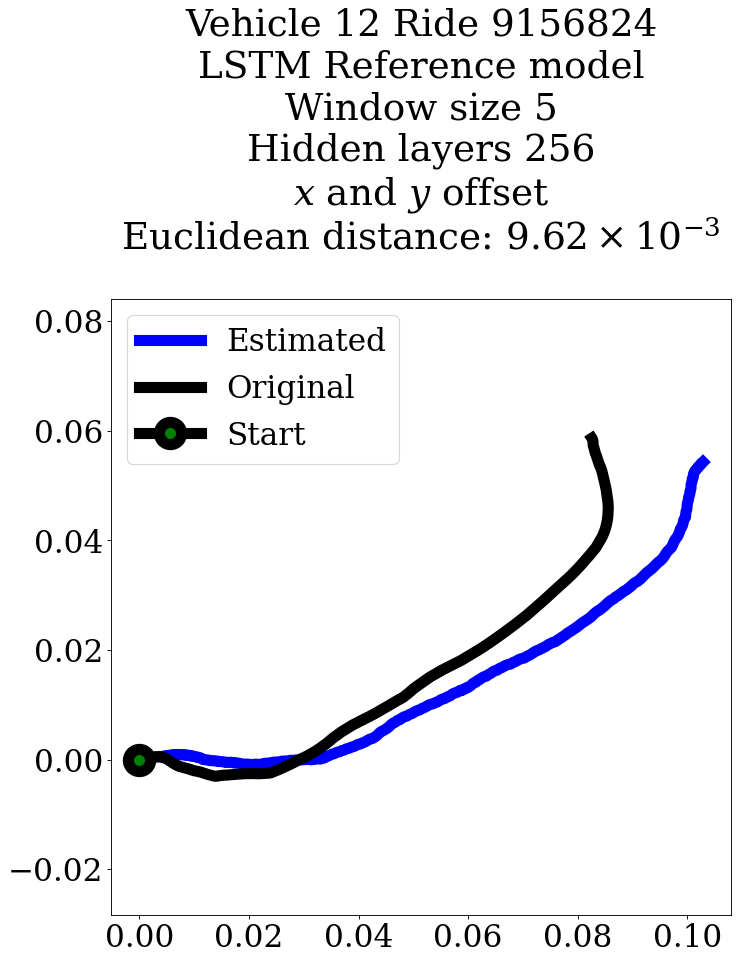 Vehicle 12 Ride 9156824
LSTM Reference model
Window size 5
Hidden layers 256
x and y offset
Euclidean distance: 9.62 × 10⁻³
Estimated
Original
Start
0.08
0.06
0.04
0.02
0.00
−0.02
0.00 0.02 0.04 0.06 0.08 0.10